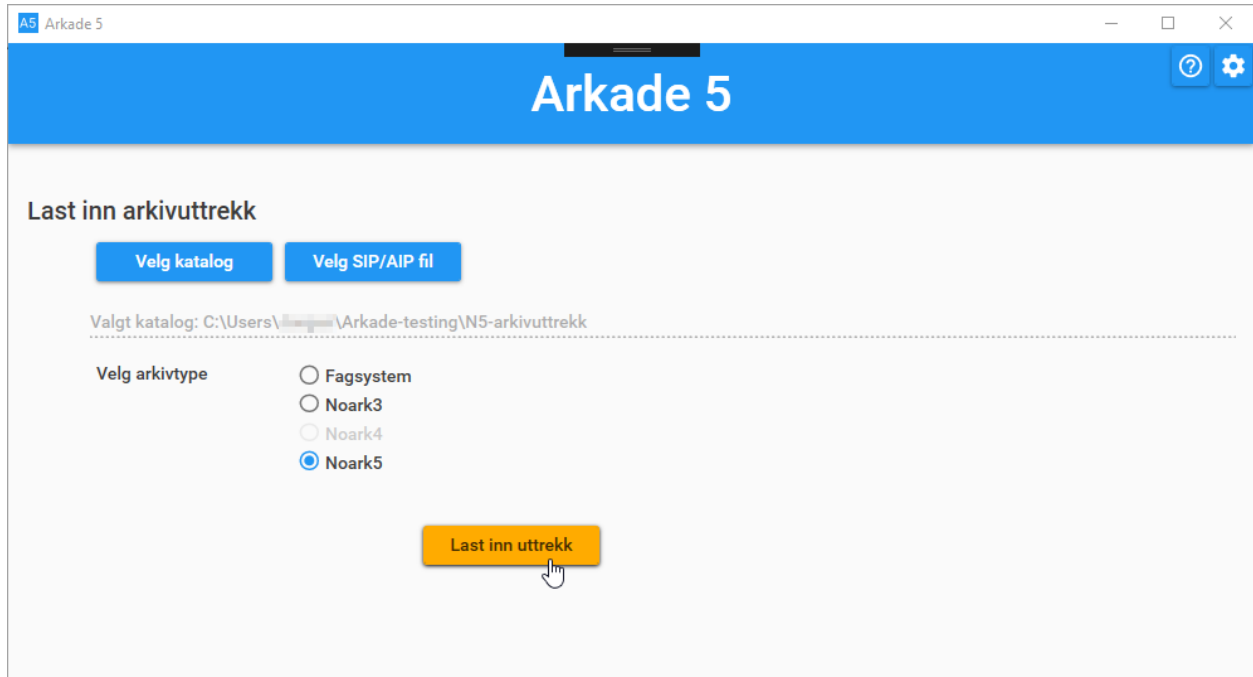 A5 Arkade 5
Arkade 5
Last inn arkivuttrekk
Velg katalog Velg SIP/AIP fil
Valgt katalog: C:\Users\ \Arkade-testing\N5-arkivuttrekk
Velg arkivtype
Fagsystem
Noark3
Noark4
Noark5
Last inn uttrekk